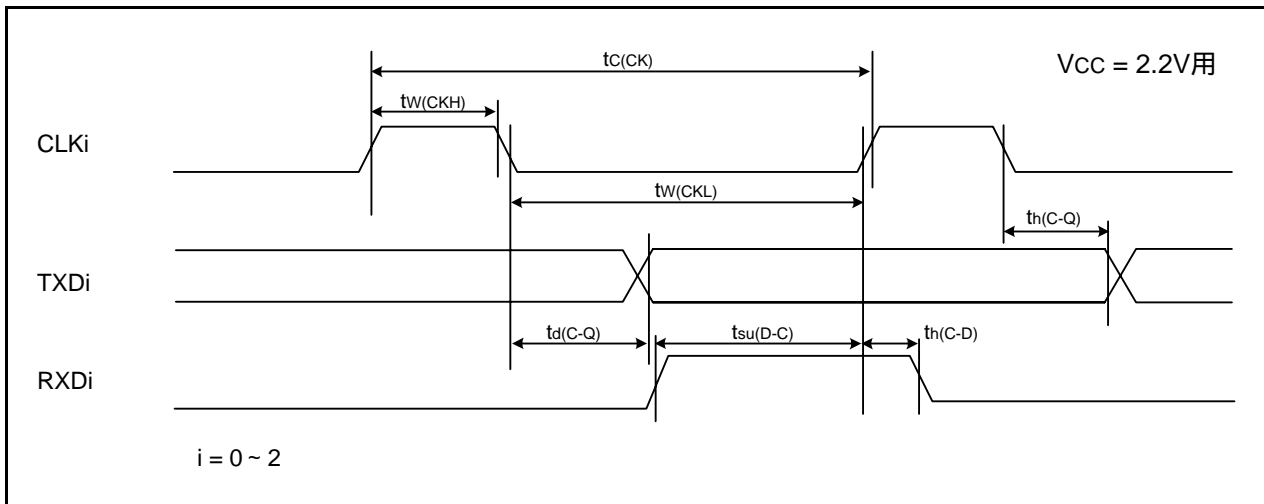 tC(CK)
VCC = 2.2V用
tW(CKH)
CLKi
tW(CKL)
th(C-Q)
TXDi
td(C-Q)
tsu(D-C)
th(C-D)
RXDi
i = 0 ~ 2